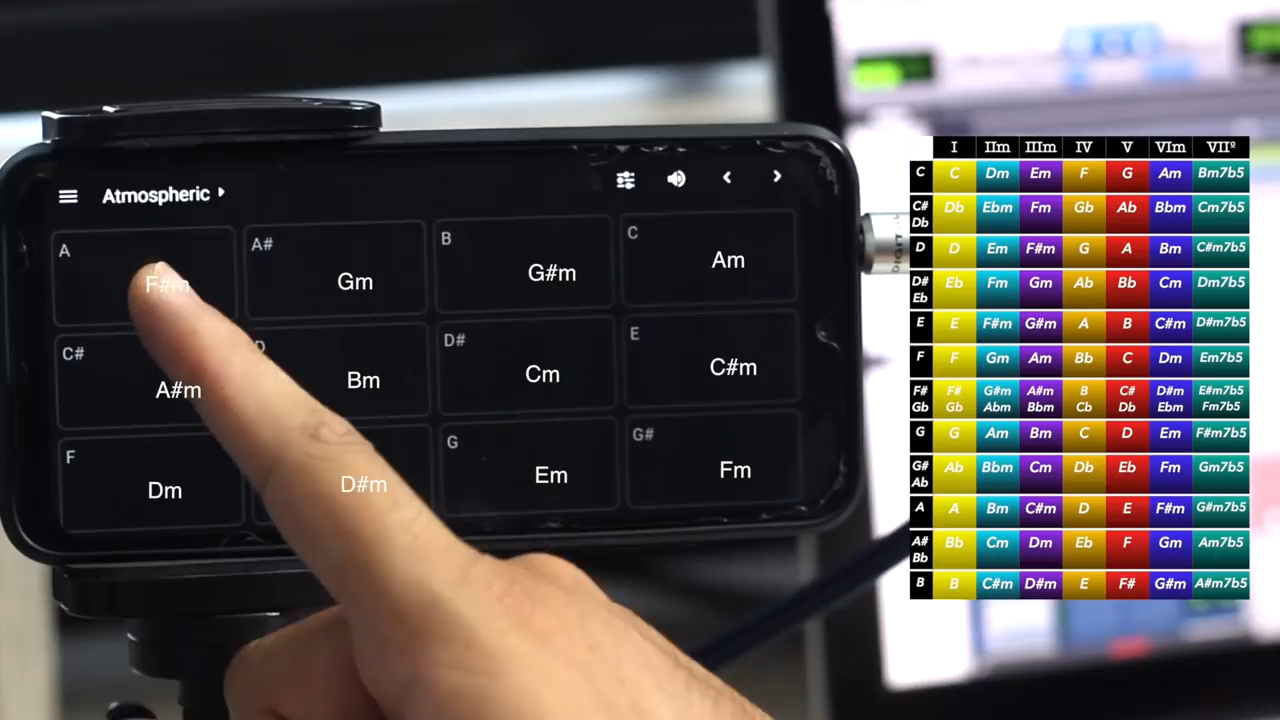 Atmospheric
A A# B C
F#m Gm G#m Am
C# D D# E
A#m Bm Cm C#m
F G G#
Dm D#m Em Fm
DIGITAL
I IIm IIIm IV V VIm VIIº
C C Dm Em F G Am Bm7b5
C# Db Db Ebm Fm Gb Ab Bbm Cm7b5
D D Em F#m G A Bm C#m7b5
D# Eb Eb Fm Gm Ab Bb Cm Dm7b5
E E F#m G#m A B C#m D#m7b5
F F Gm Am Bb C Dm Em7b5
F# F# G#m A#m B C# D#m E#m7b5
Gb Gb Abm Bbm Cb Db Ebm Fm7b5
G G Am Bm C D Em F#m7b5
G# Ab Ab Bbm Cm Db Eb Fm Gm7b5
A A Bm C#m D E F#m G#m7b5
A# Bb Bb Cm Dm Eb F Gm Am7b5
B B C#m D#m E F# G#m A#m7b5